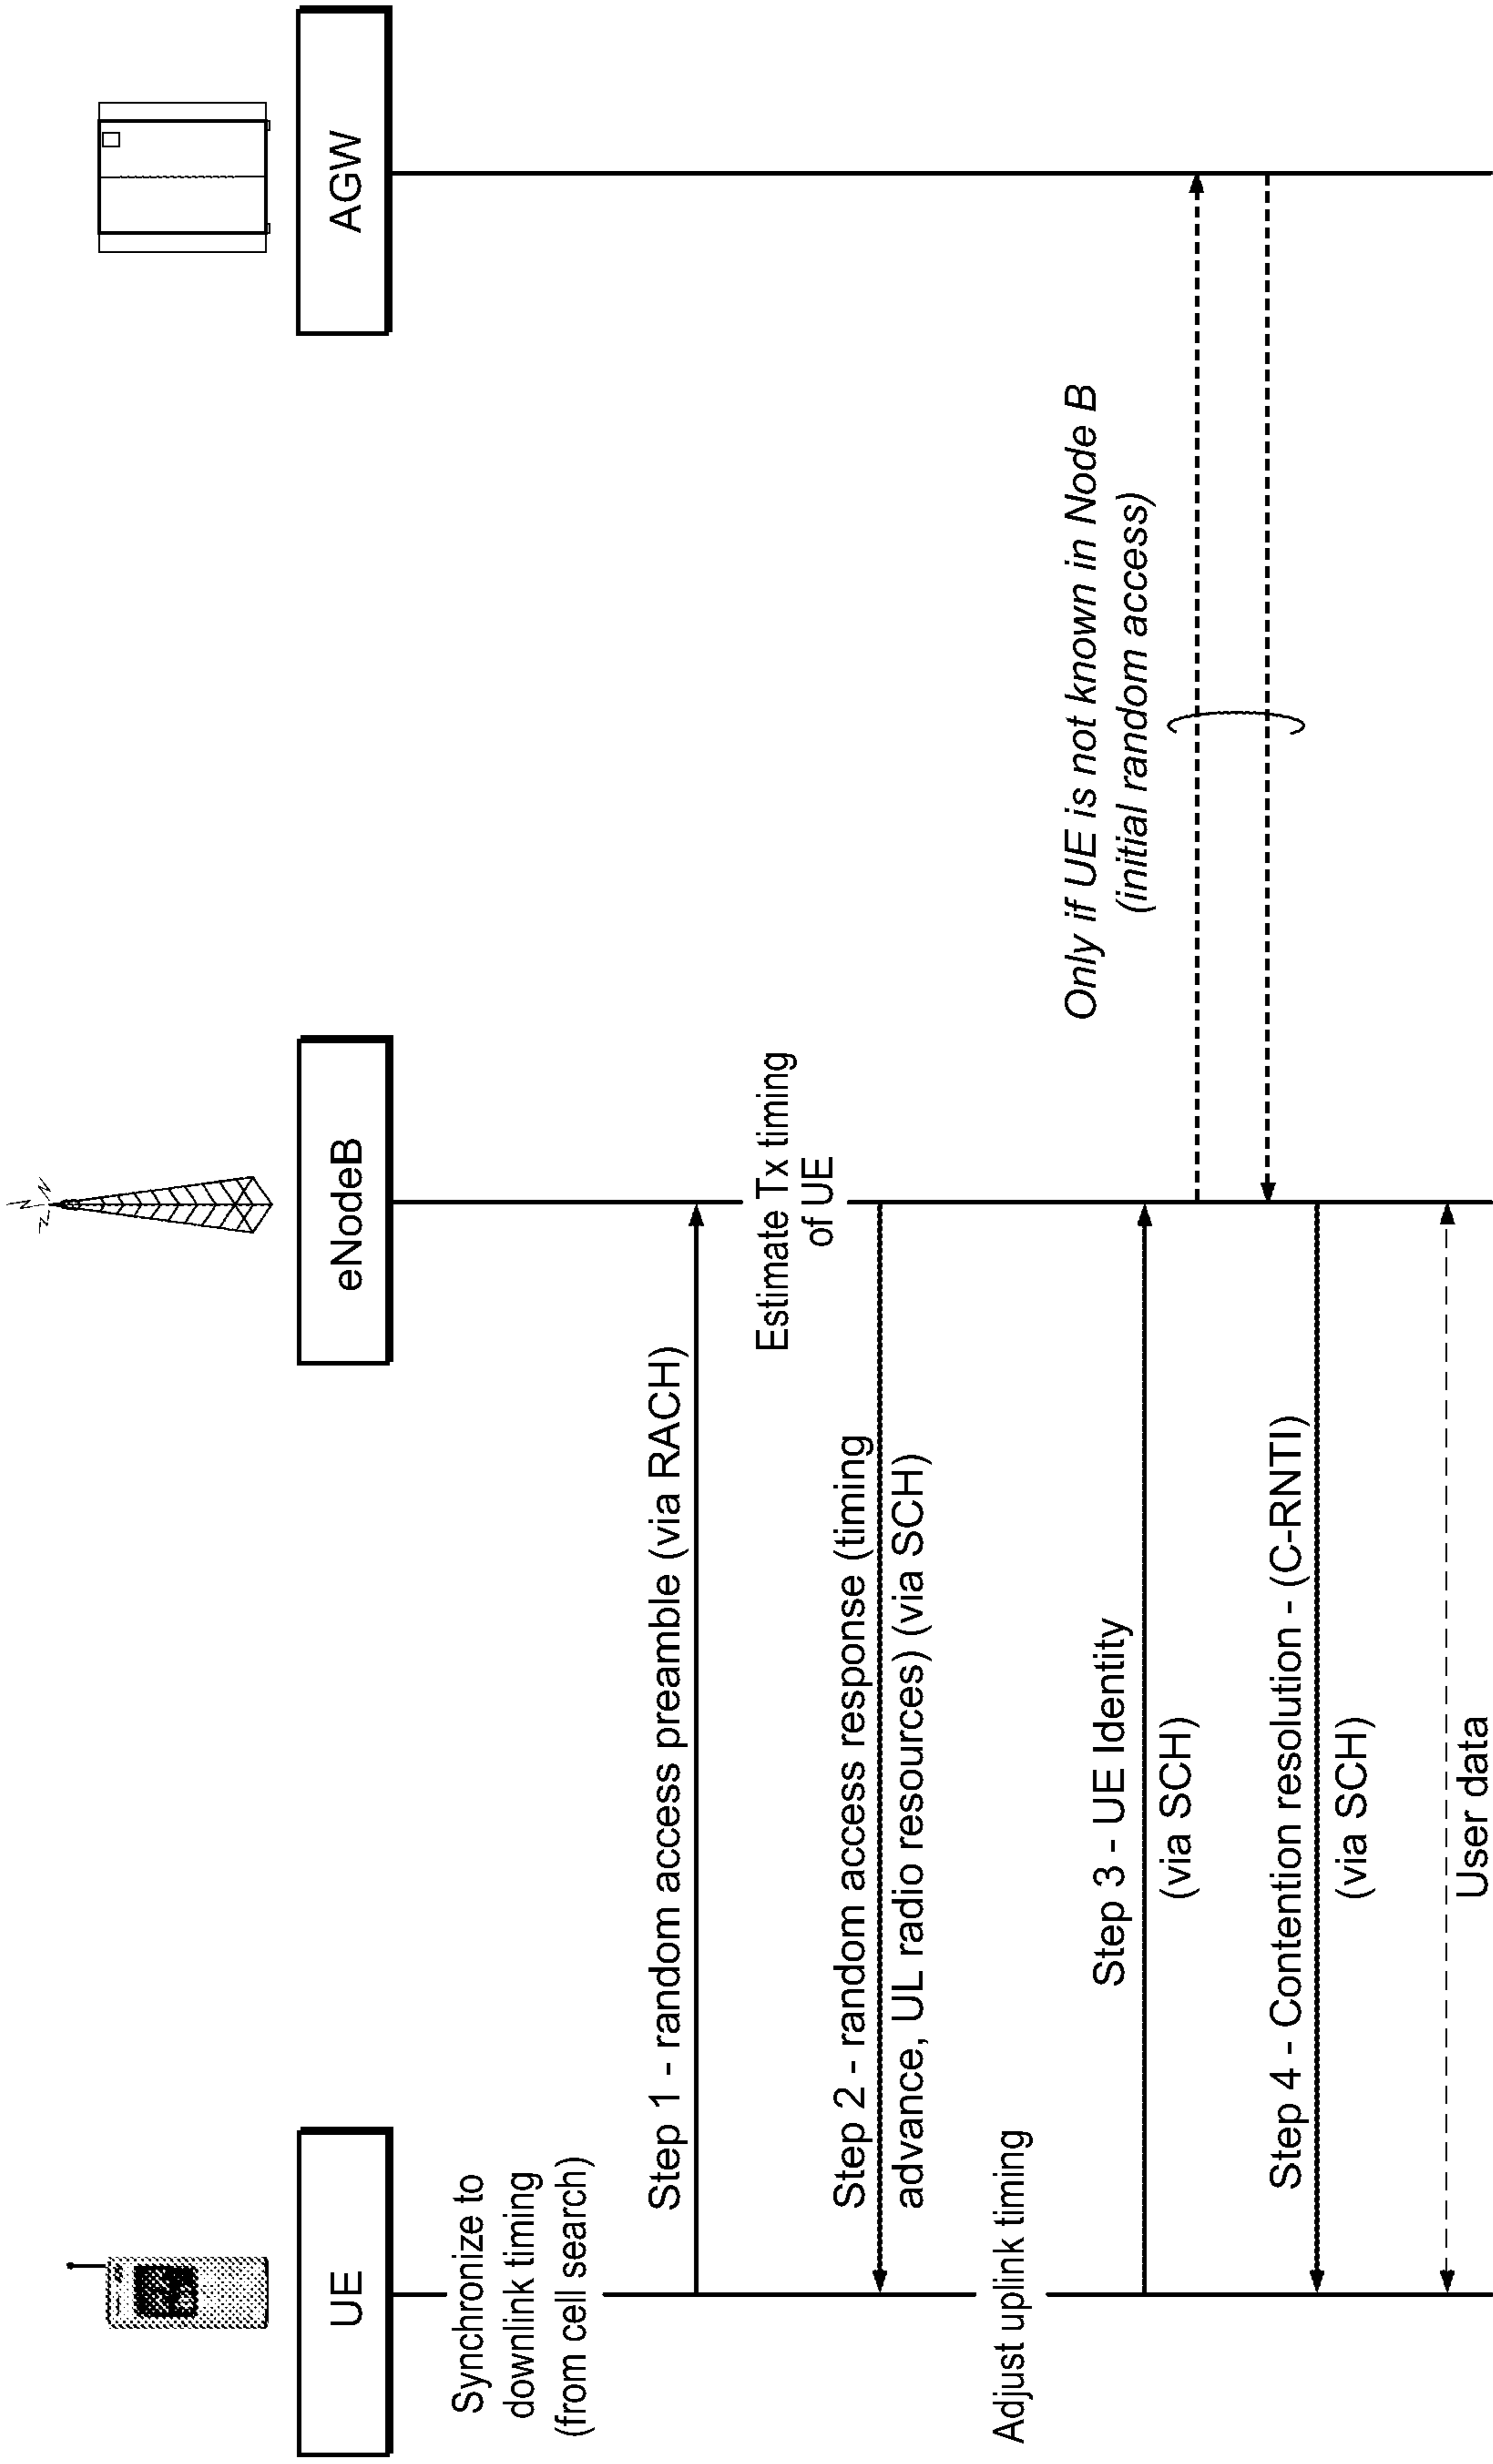 UE
eNodeB
AGW
Synchronize to
downlink timing
(from cell search)
Step 1 - random access preamble (via RACH)
Estimate Tx timing
of UE
Step 2 - random access response (timing
advance, UL radio resources) (via SCH)
Adjust uplink timing
Only if UE is not known in Node B
(initial random access)
Step 3 - UE Identity
(via SCH)
Step 4 - Contention resolution - (C-RNTI)
(via SCH)
User data